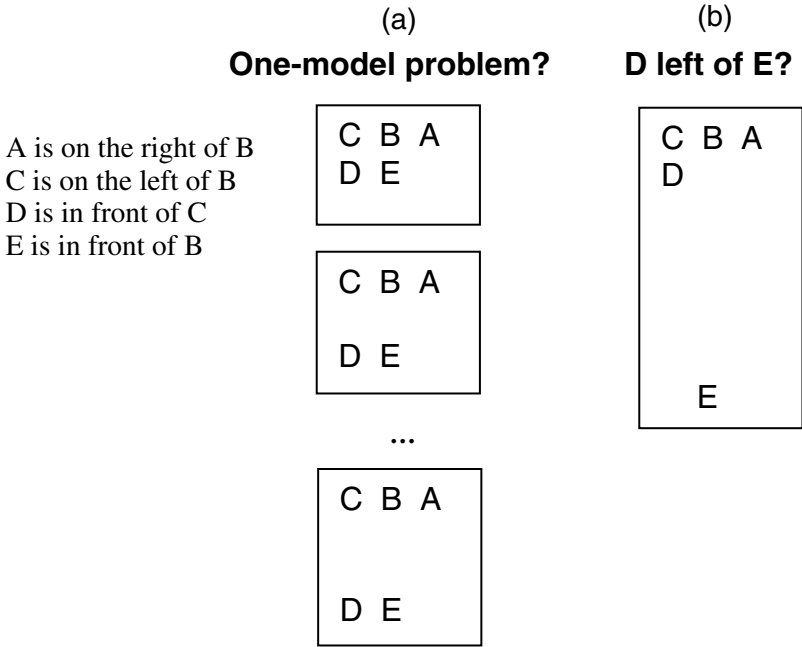 (a)
(b)
One-model problem?
D left of E?
A is on the right of B
C is on the left of B
D is in front of C
E is in front of B
C B A
D E
C B A
D E
...
C B A
D E
C B A
D
E